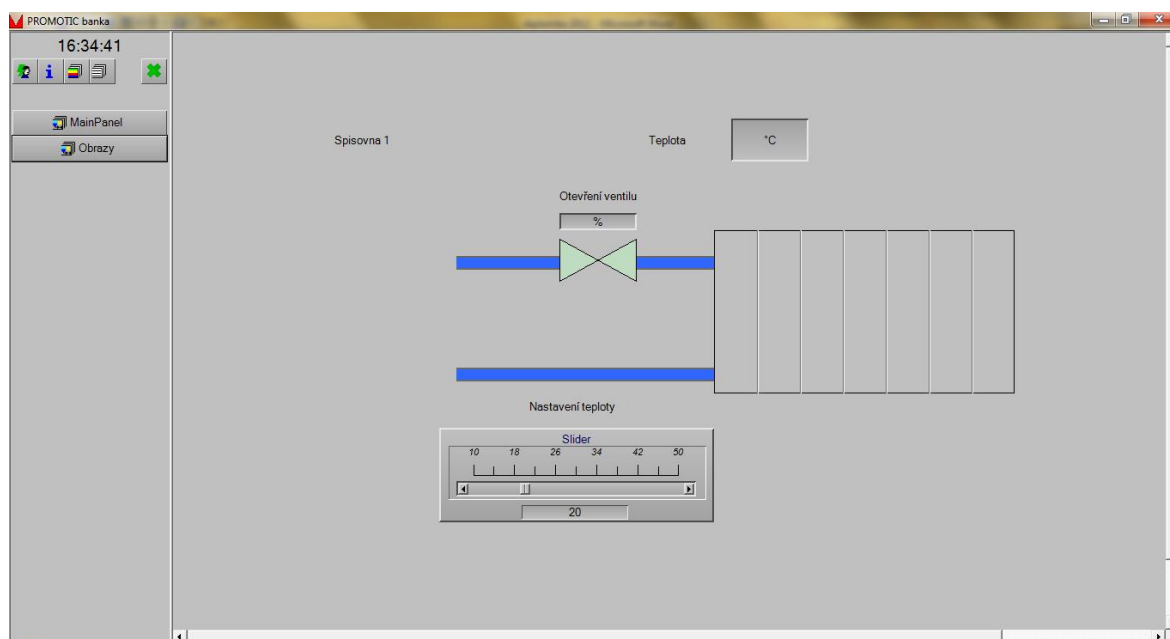 PROMOTIC banka
16:34:41
MainPanel
Obrazy
Spisovna 1
Teplota
°C
Otevření ventilu
%
Nastavení teploty
Slider
10 18 26 34 42 50
20